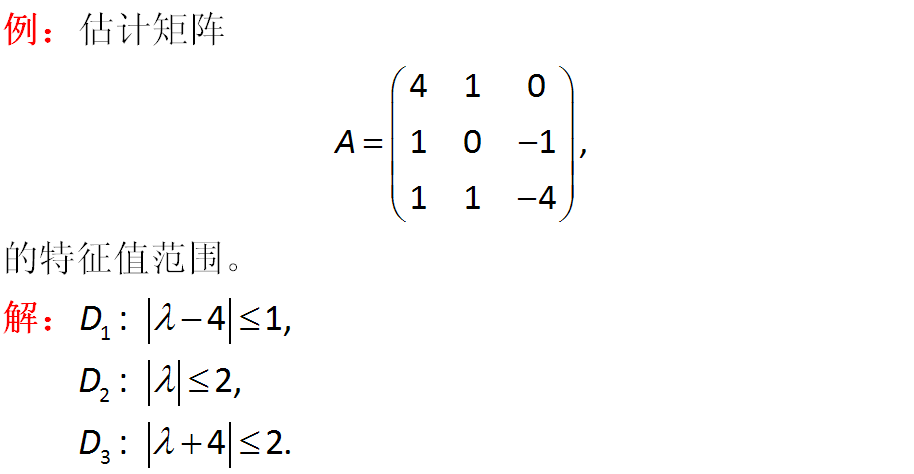 例：估计矩阵
A = ( 4 1 0
1 0 −1
1 1 −4 ) ,
的特征值范围。
解：D₁ : |λ − 4| ≤ 1,
D₂ : |λ| ≤ 2,
D₃ : |λ + 4| ≤ 2.